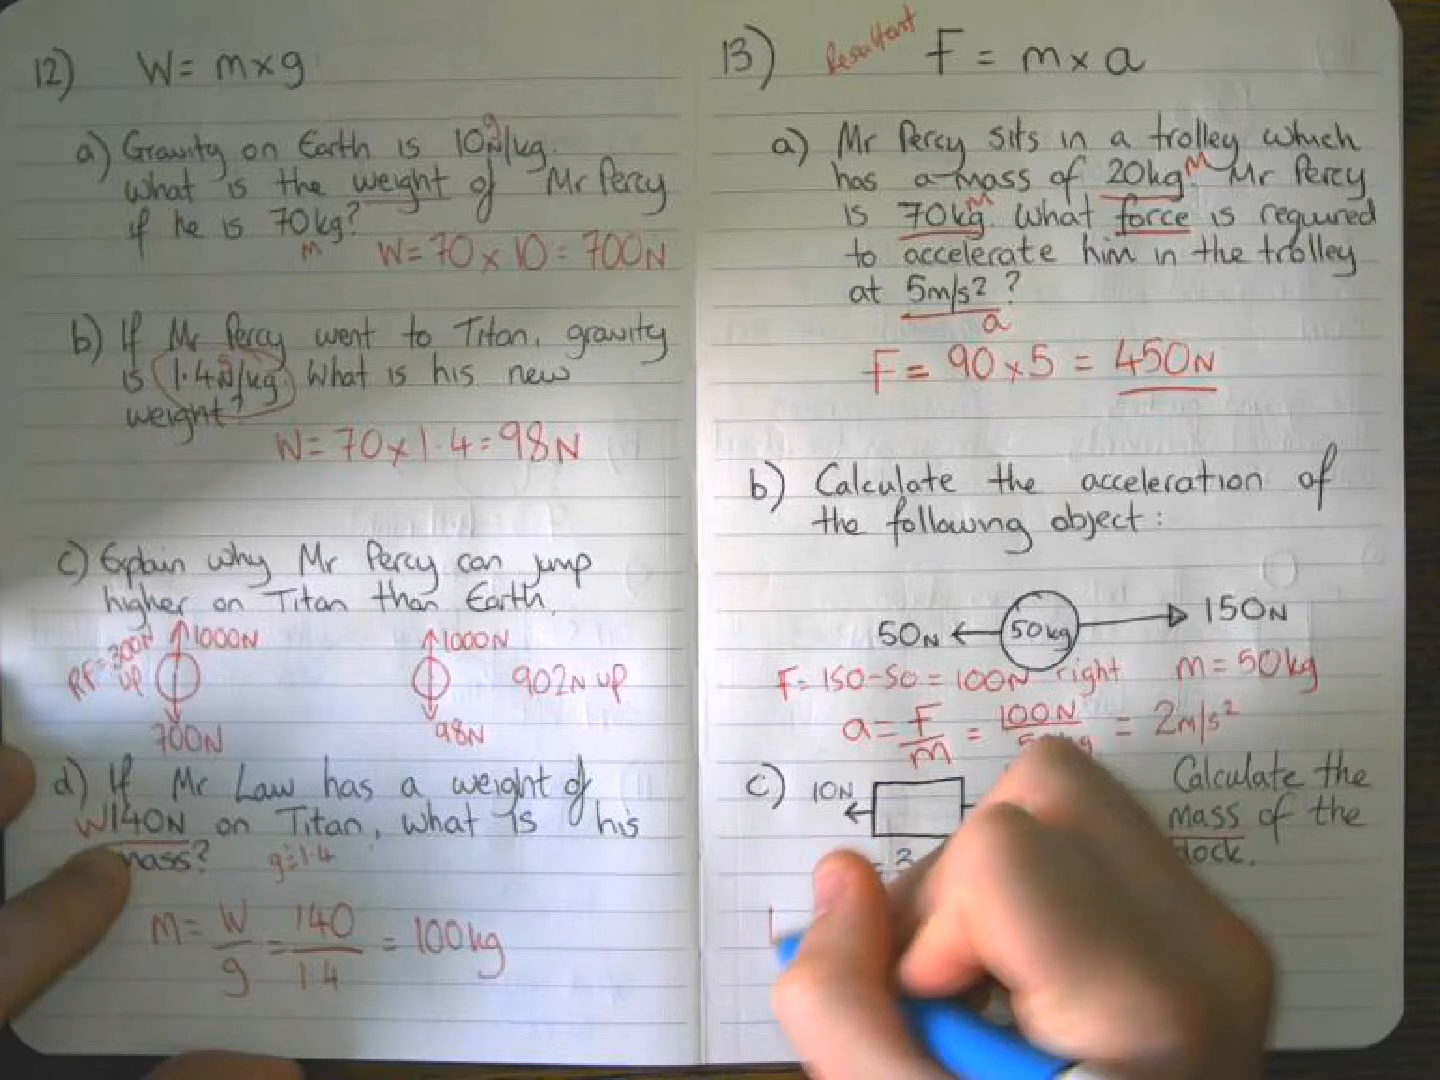 12) W = m x g
a) Gravity on Earth is 10N/kg.
g
What is the weight of Mr Percy
if he is 70kg?
m
W = 70 x 10 = 700N
b) If Mr Percy went to Titan, gravity
is 1.4N/kg. What is his new
g
weight?
W = 70 x 1.4 = 98N
c) Explain why Mr Percy can jump
higher on Titan than Earth.
RF = 300N
UP
1000N
700N
1000N
98N
902N UP
d) If Mr Law has a weight of
W 140N on Titan, what is his
mass?
g = 1.4
M = W/g = 140/1.4 = 100kg
13) Resultant F = m x a
a) Mr Percy sits in a trolley which
has a mass of 20kg. Mr Percy
M
is 70kg. What force is required
M
to accelerate him in the trolley
at 5m/s²?
a
F = 90 x 5 = 450N
b) Calculate the acceleration of
the following object:
50N 50kg 150N
F = 150-50 = 100N right m = 50kg
a = F/m = 100N/ = 2m/s²
c) 10N
Calculate the
mass of the